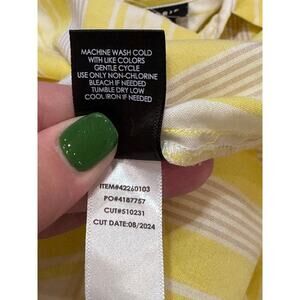 MACHINE WASH COLD
WITH LIKE COLORS
GENTLE CYCLE
USE ONLY NON-CHLORINE
BLEACH IF NEEDED
TUMBLE DRY LOW
COOL IRON IF NEEDED
ITEM#42260103
PO#4187757
CUT#510231
CUT DATE:08/2024